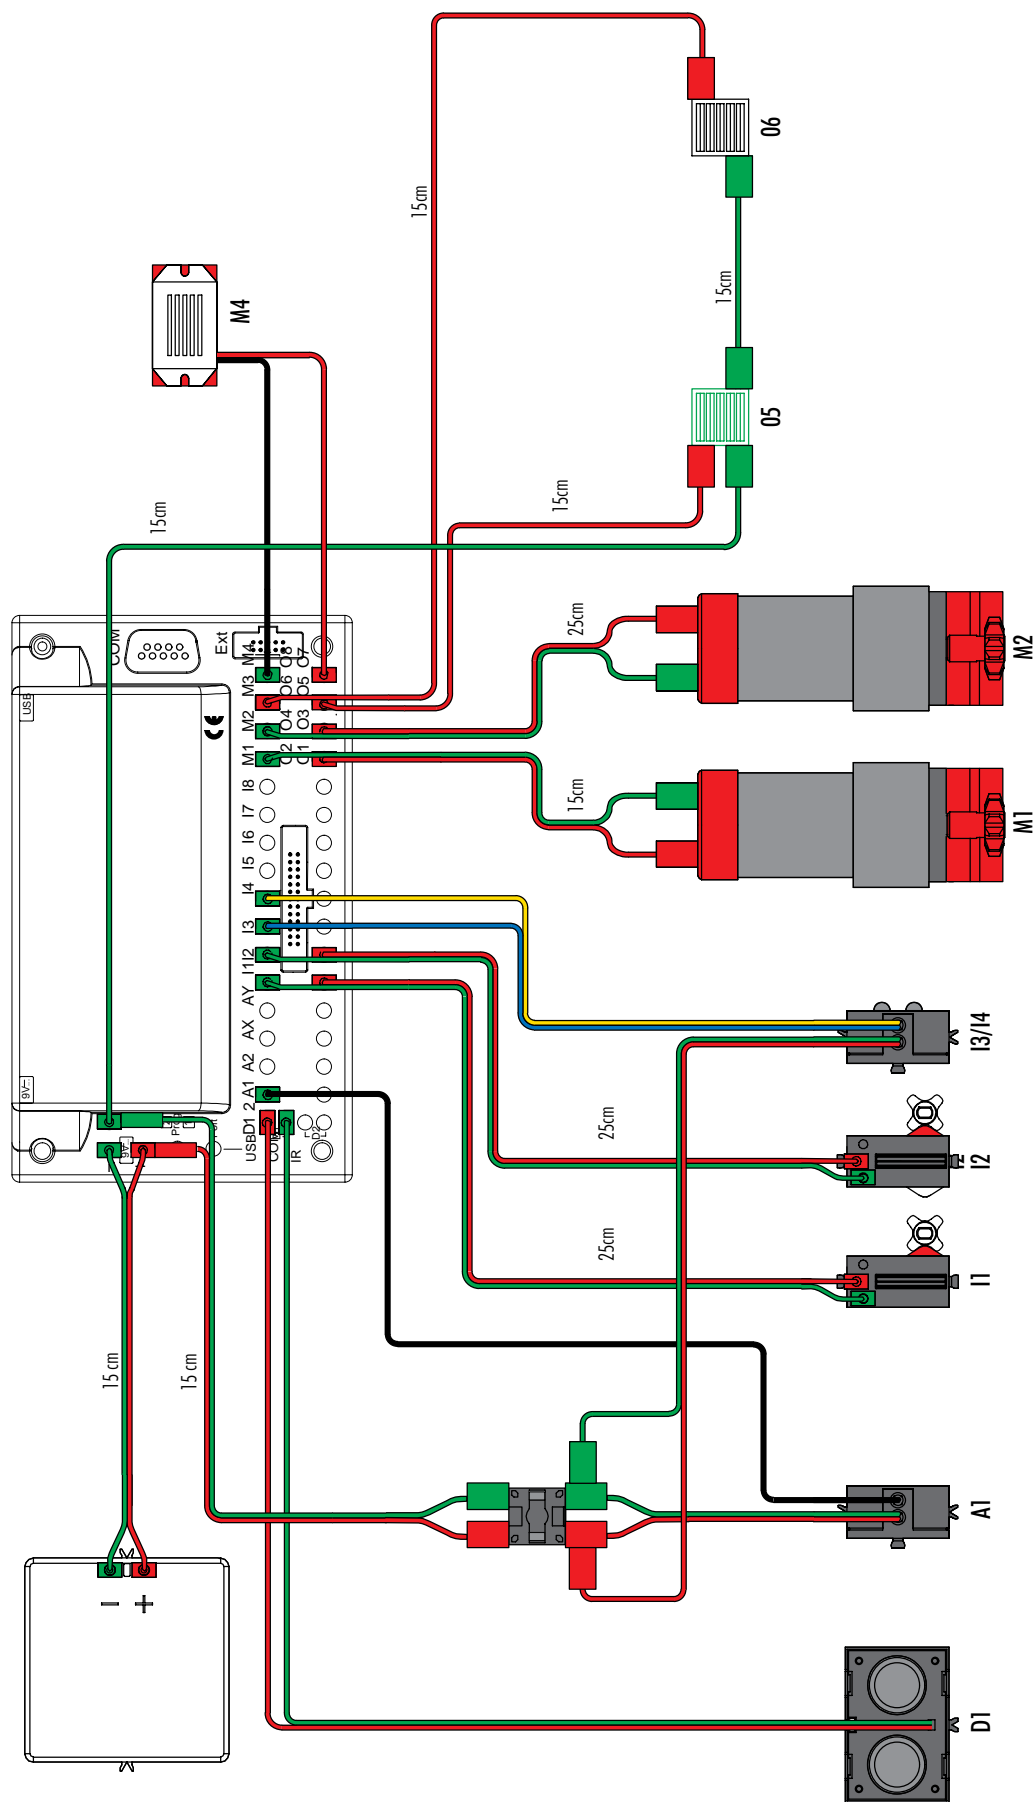 O6
15cm
15cm
M4
O5
15cm
15cm
COM
Ext
USB
CE
M1 M2 M3 M4
O2 O4 O6 O8
O1 O3 O5 O7
25cm
M2
15cm
M1
A1 A2 AX AY I1 I2 I3 I4 I5 I6 I7 I8
9V
9V
USB
COM
IR
D1
D2
I3/I4
25cm
I2
25cm
I1
15 cm
15 cm
A1
− +
D1